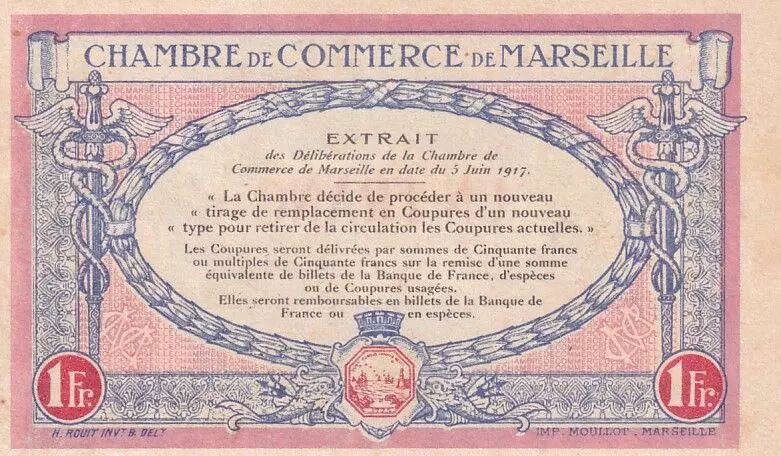 CHAMBRE DE COMMERCE DE MARSEILLE
EXTRAIT
des Délibérations de la Chambre de
Commerce de Marseille en date du 5 Juin 1917.
« La Chambre décide de procéder à un nouveau
« tirage de remplacement en Coupures d'un nouveau
« type pour retirer de la circulation les Coupures actuelles. »
Les Coupures seront délivrées par sommes de Cinquante francs
ou multiples de Cinquante francs sur la remise d'une somme
équivalente de billets de la Banque de France, d'espèces
ou de Coupures usagées.
Elles seront remboursables en billets de la Banque de
France ou en espèces.
1 Fr.
1 Fr.
H. ROUIT INVT B. DELT
IMP. MOULLOT - MARSEILLE